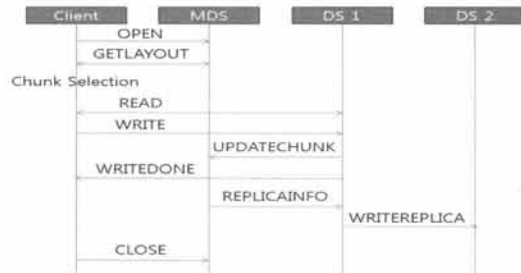 Client MDS DS 1 DS 2
OPEN
GETLAYOUT
Chunk Selection
READ
WRITE
UPDATECHUNK
WRITEDONE
REPLICAINFO
WRITEREPLICA
CLOSE